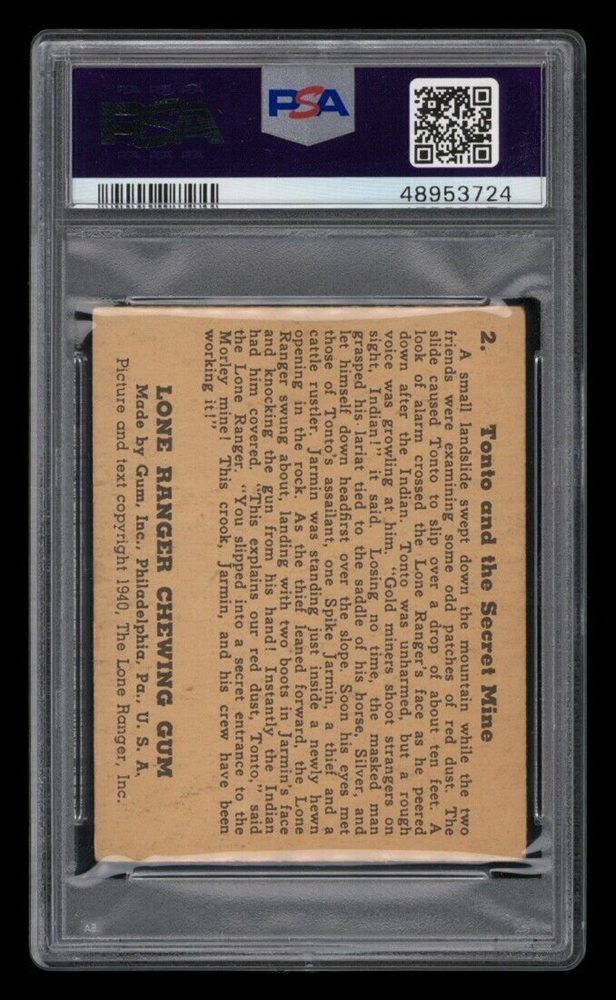 PSA
PSA
48953724
2. Tonto and the Secret Mine
A small landslide swept down the mountain while the two
friends were examining some odd patches of red dust. The
slide caused Tonto to slip over a drop of about ten feet. A
look of alarm crossed the Lone Ranger's face as he peered
down after the Indian. Tonto was unharmed, but a rough
voice was growling at him. "Gold miners shoot strangers on
sight, Indian!" it said. Losing no time, the masked man
grasped his lariat tied to the saddle of his horse, Silver, and
let himself down headfirst over the slope. Soon his eyes met
those of Tonto's assailant, one Spike Jarmin, a thief and a
cattle rustler. Jarmin was standing just inside a newly hewn
opening in the rock. As the thief leaned forward, the Lone
Ranger swung about, landing with two boots in Jarmin's face
and knocking the gun from his hand! Instantly the Indian
had him covered. "This explains our red dust, Tonto," said
the Lone Ranger. "You slipped into a secret entrance to the
Morley mine! This crook, Jarmin, and his crew have been
working it!"
LONE RANGER CHEWING GUM
Made by Gum, Inc., Philadelphia, Pa., U. S. A.
Picture and text copyright 1940, The Lone Ranger, Inc.